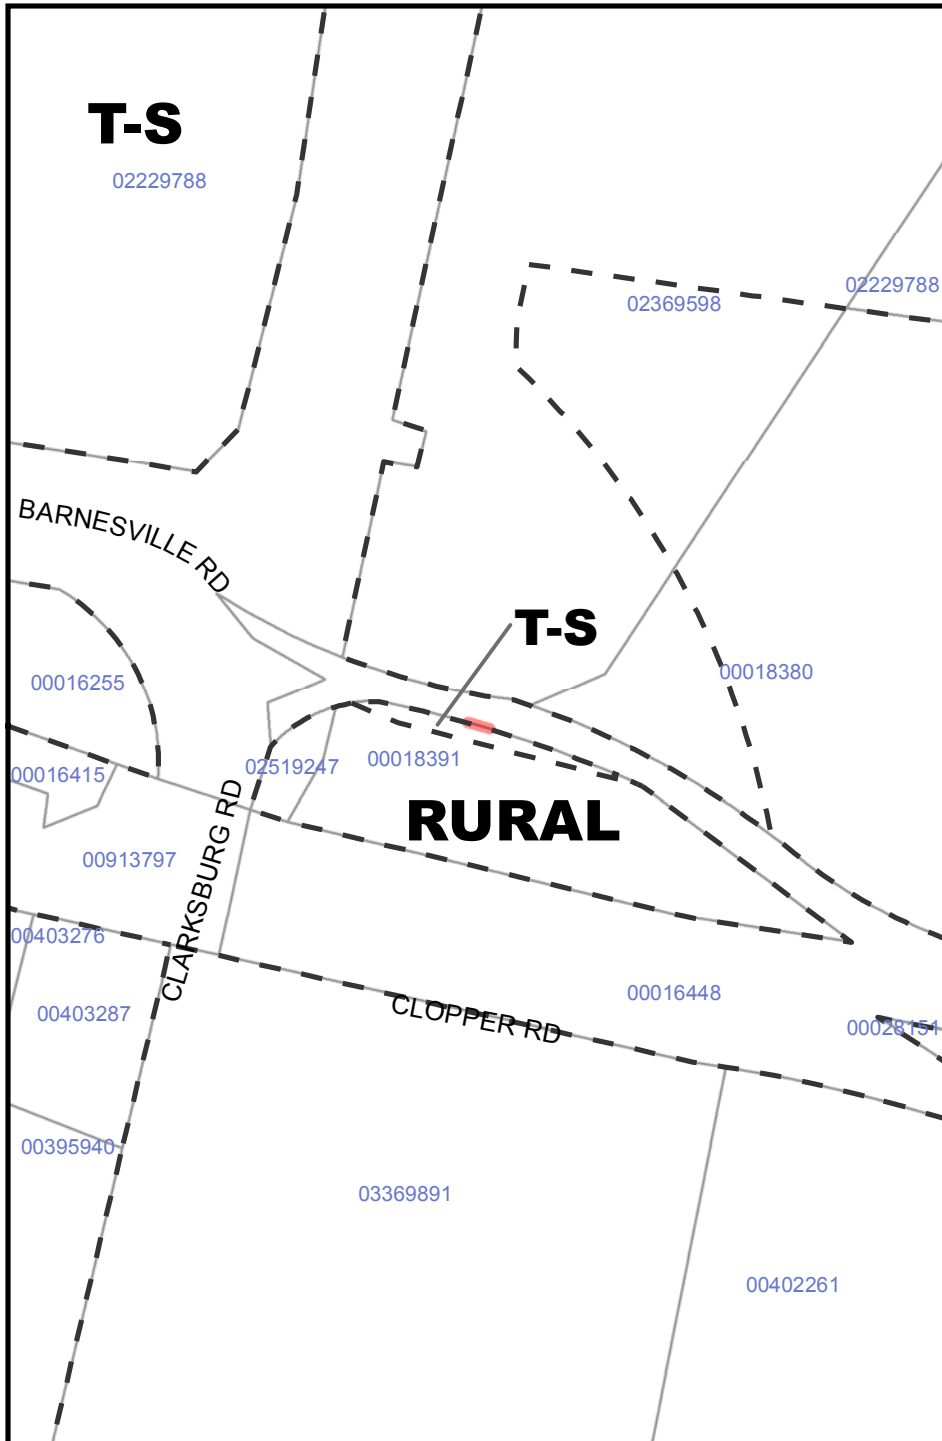 T-S
02229788
02229788
02369598
BARNESVILLE RD
T-S
00016255
00018380
02519247
00018391
00016415
RURAL
00913797
CLARKSBURG RD
00403276
00016448
00403287
CLOPPER RD
00028151
00395940
03369891
00402261